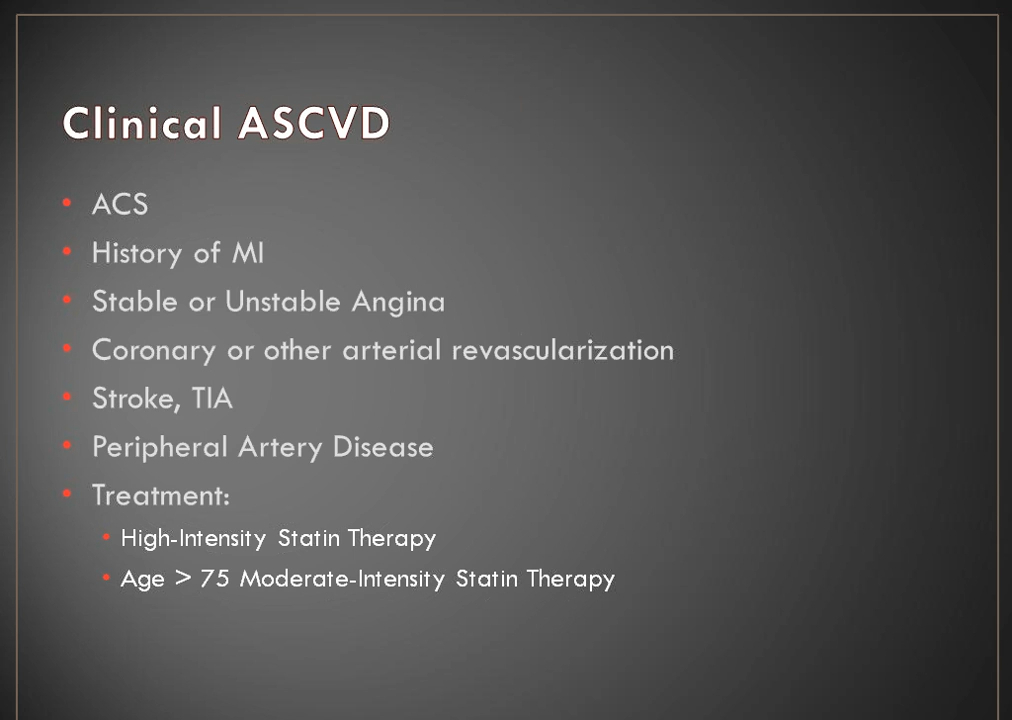 Clinical ASCVD
• ACS
• History of MI
• Stable or Unstable Angina
• Coronary or other arterial revascularization
• Stroke, TIA
• Peripheral Artery Disease
• Treatment:
• High-Intensity Statin Therapy
• Age > 75 Moderate-Intensity Statin Therapy